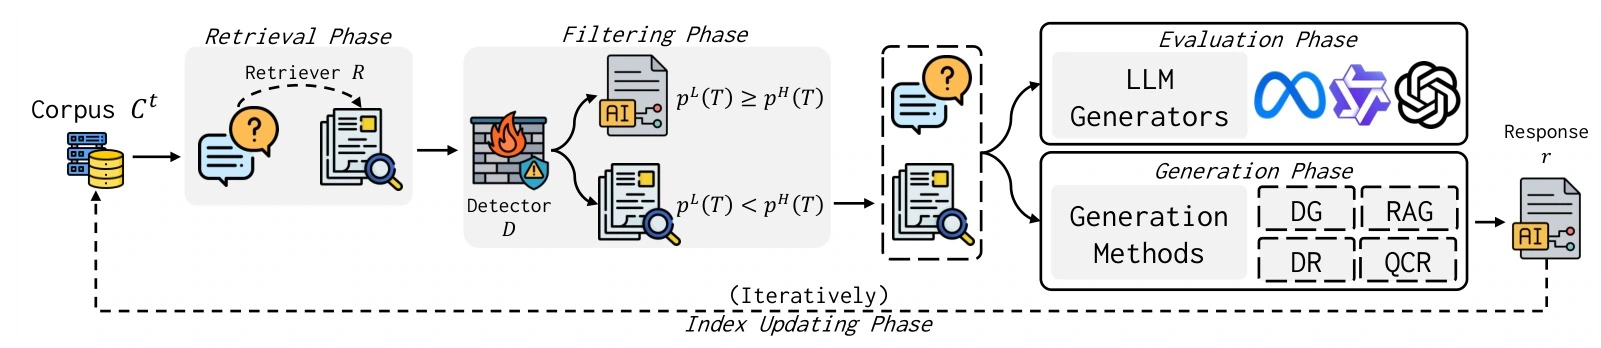 Corpus C^t
Retrieval Phase
Retriever R
?
Filtering Phase
Detector
D
AI
p^L(T) ≥ p^H(T)
p^L(T) < p^H(T)
?
Evaluation Phase
LLM
Generators
Generation Phase
Generation
Methods
DG
RAG
DR
QCR
Response
r
AI
(Iteratively)
Index Updating Phase